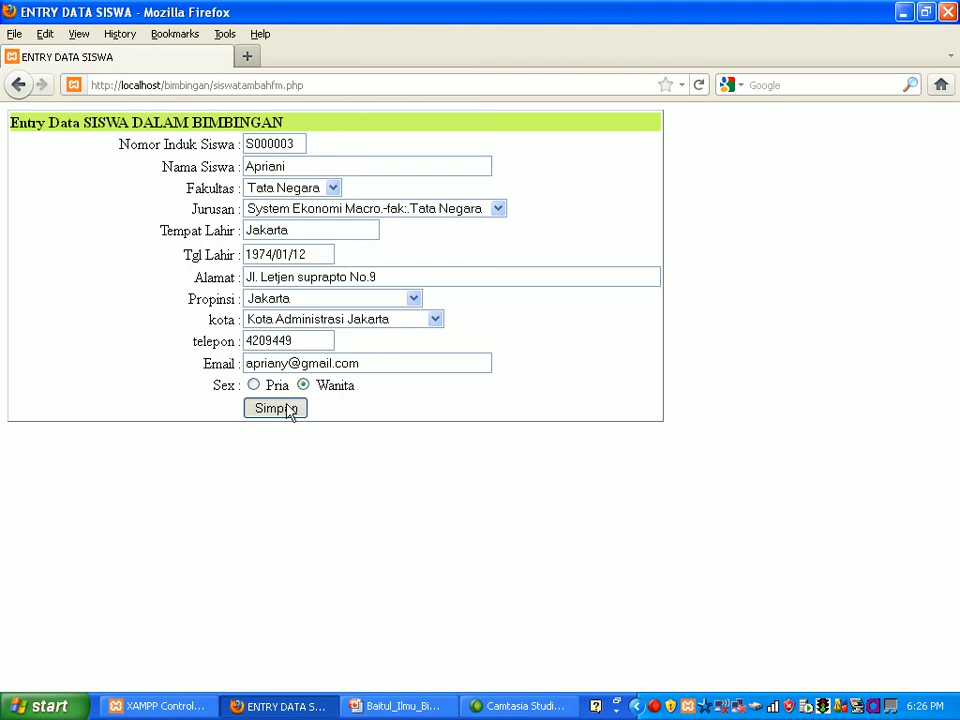 ENTRY DATA SISWA - Mozilla Firefox
File Edit View History Bookmarks Tools Help
ENTRY DATA SISWA
http://localhost/bimbingan/siswatambahfm.php Google
Entry Data SISWA DALAM BIMBINGAN
Nomor Induk Siswa : S000003
Nama Siswa : Apriani
Fakultas : Tata Negara
Jurusan : System Ekonomi Macro.-fak:.Tata Negara
Tempat Lahir : Jakarta
Tgl Lahir : 1974/01/12
Alamat : Jl. Letjen suprapto No.9
Propinsi : Jakarta
kota : Kota Administrasi Jakarta
telepon : 4209449
Email : apriany@gmail.com
Sex : Pria Wanita
Simpan
start XAMPP Control... ENTRY DATA S... Baitul_Ilmu_Bi... Camtasia Studi... 6:26 PM